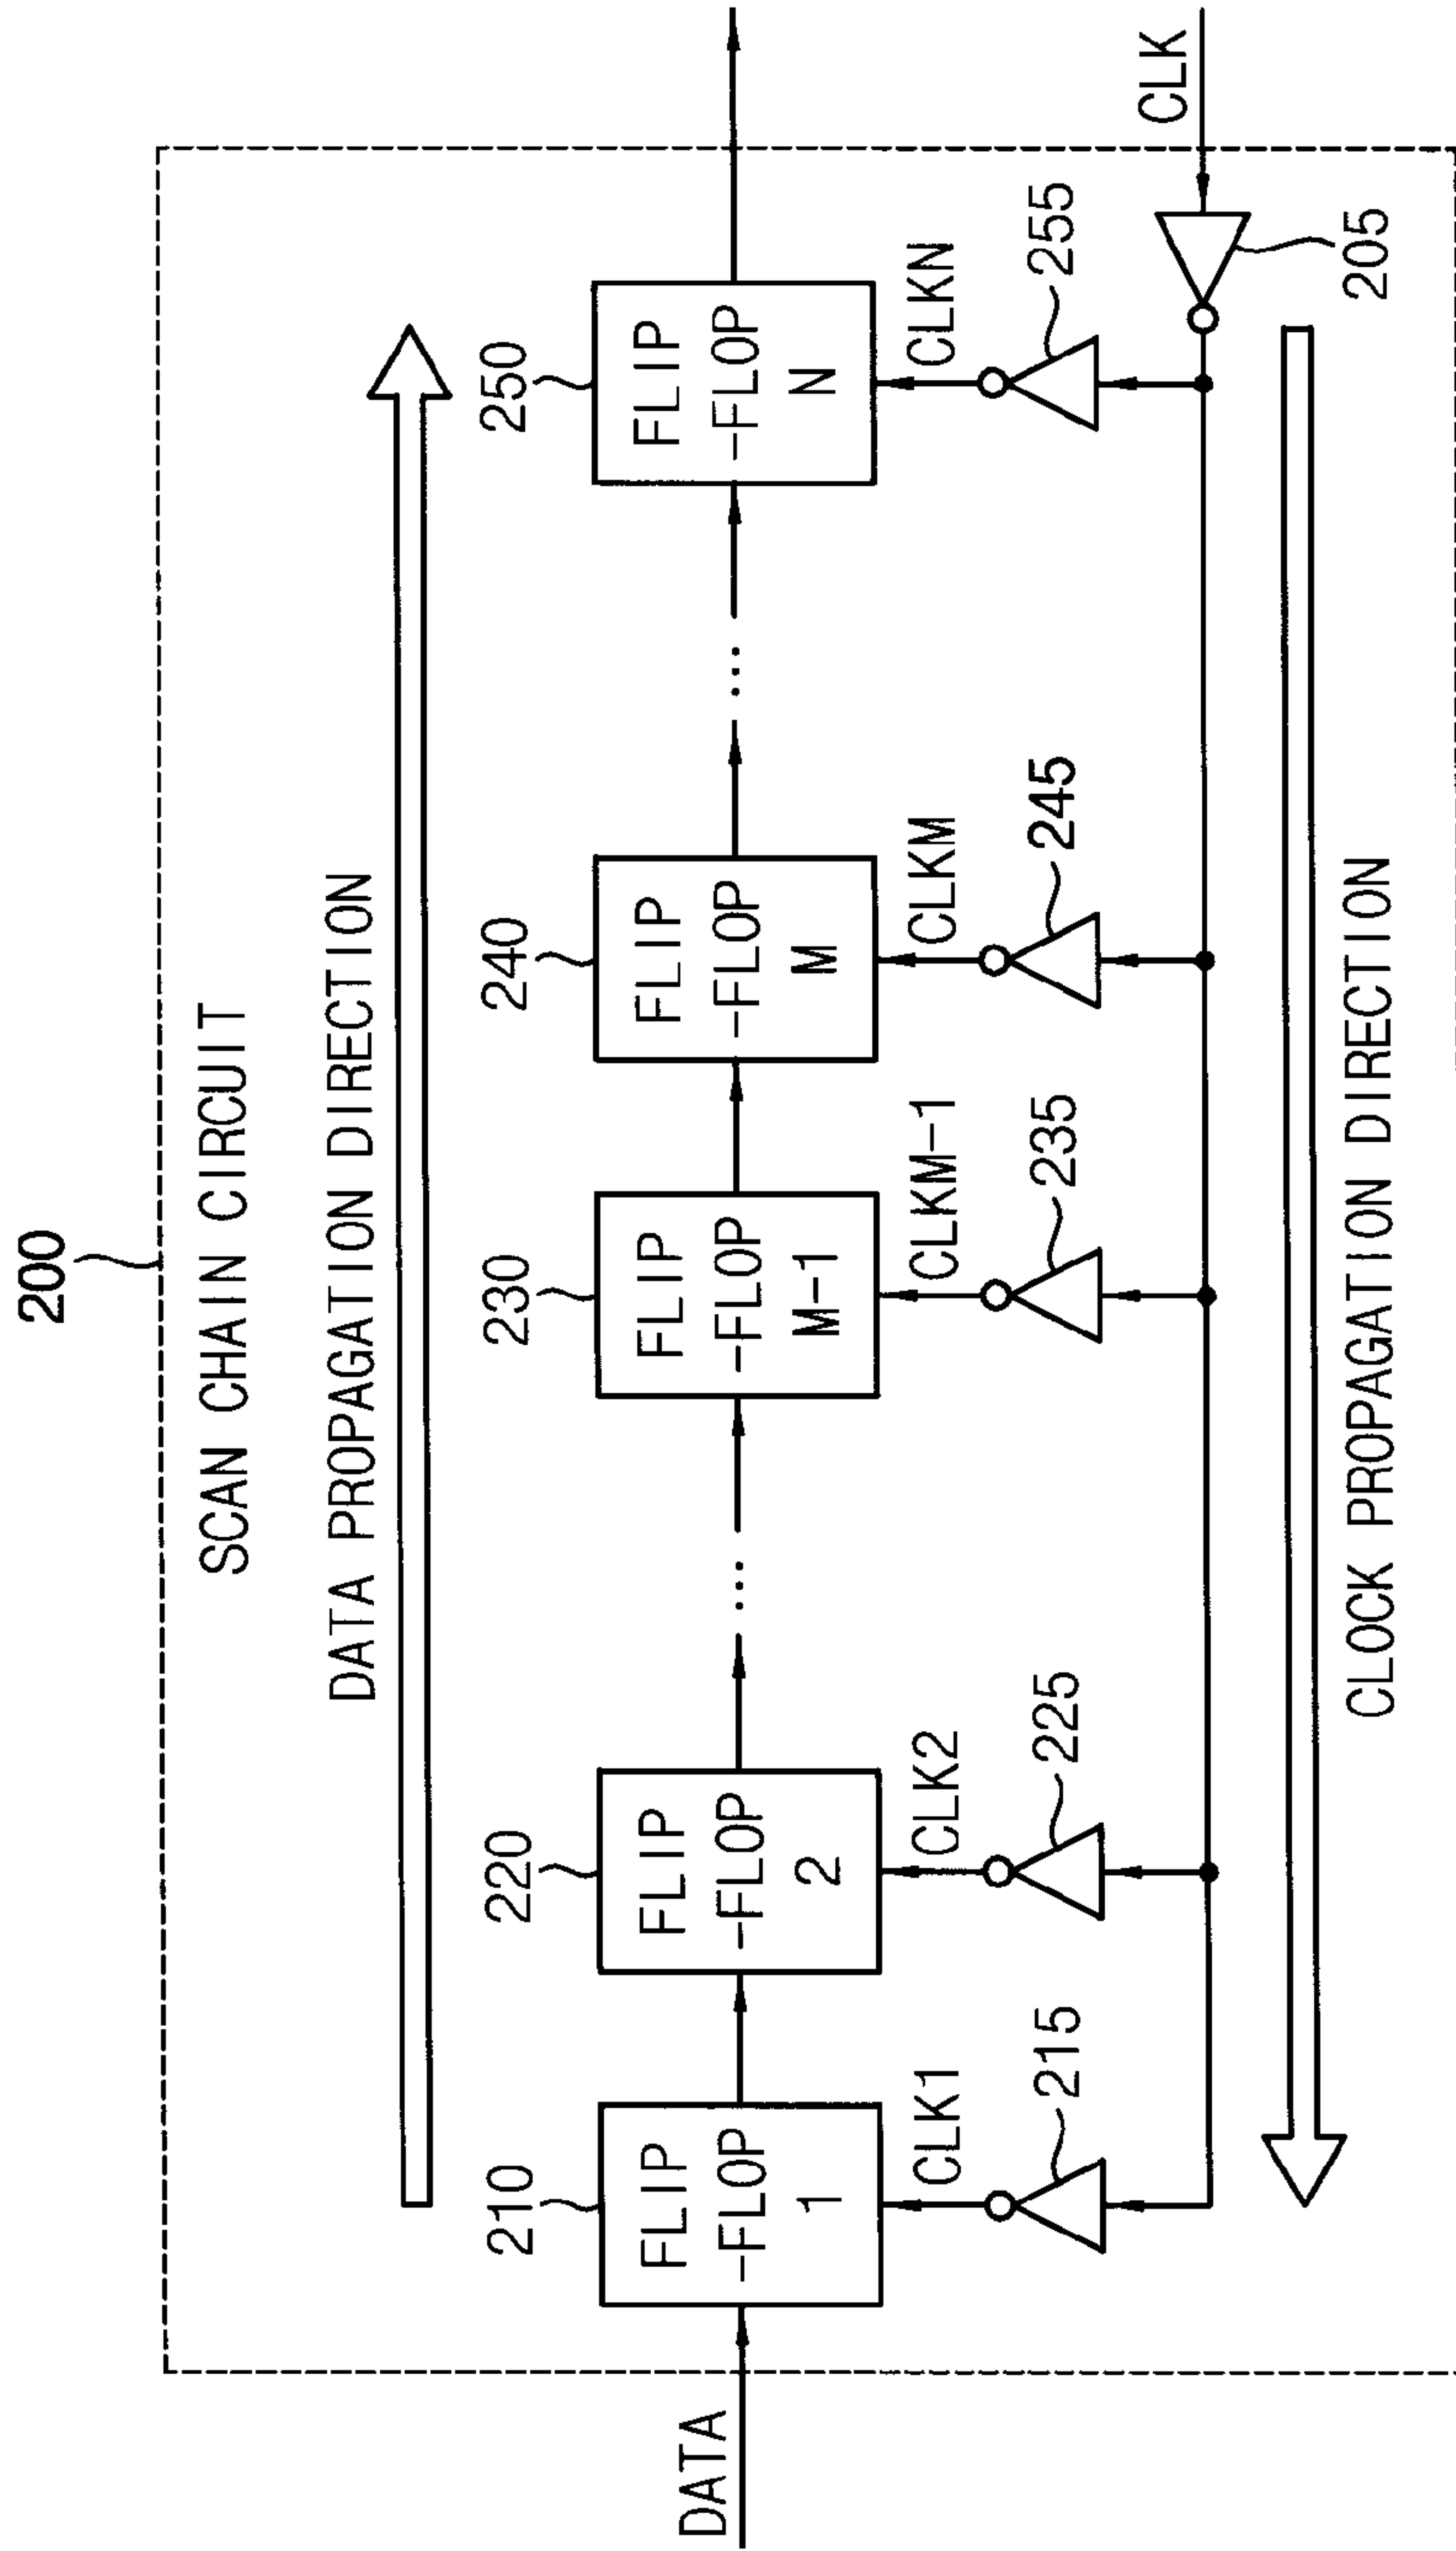 200
SCAN CHAIN CIRCUIT
DATA PROPAGATION DIRECTION
210
220
230
240
250
FLIP
-FLOP
1
FLIP
-FLOP
2
FLIP
-FLOP
M-1
FLIP
-FLOP
M
FLIP
-FLOP
N
DATA
CLK1
CLK2
CLKM-1
CLKM
CLKN
215
225
235
245
255
CLK
205
CLOCK PROPAGATION DIRECTION